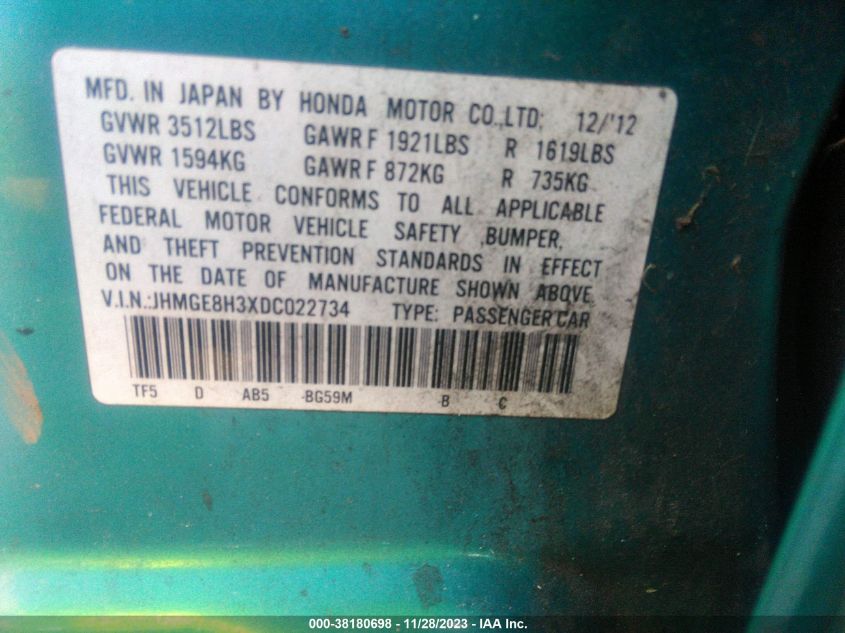 MFD. IN JAPAN BY HONDA MOTOR CO.,LTD; 12/'12
GVWR 3512LBS GAWR F 1921LBS R 1619LBS
GVWR 1594KG GAWR F 872KG R 735KG
THIS VEHICLE CONFORMS TO ALL APPLICABLE
FEDERAL MOTOR VEHICLE SAFETY ,BUMPER,
AND THEFT PREVENTION STANDARDS IN EFFECT
ON THE DATE OF MANUFACTURE SHOWN ABOVE.
V.I.N.:JHMGE8H3XDC022734 TYPE: PASSENGER CAR
TF5 D AB5 -BG59M -B C
000-38180698 - 11/28/2023 - IAA Inc.